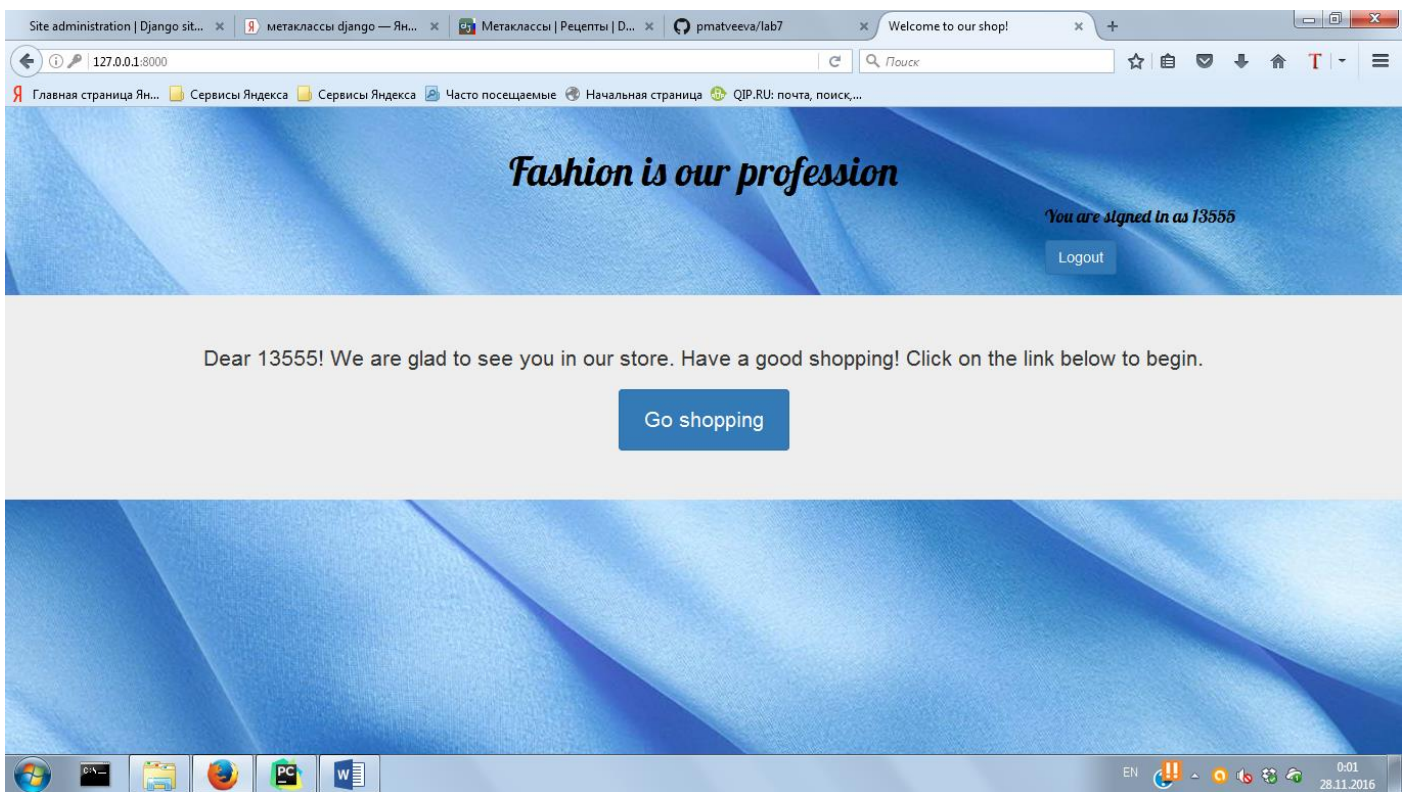 Site administration | Django sit...
метаклассы django — Ян...
Метаклассы | Рецепты | D...
pmatveeva/lab7
Welcome to our shop!
127.0.0.1:8000
Поиск
Главная страница Ян...
Сервисы Яндекса
Сервисы Яндекса
Часто посещаемые
Начальная страница
QIP.RU: почта, поиск,...
Fashion is our profession
You are signed in as 13555
Logout
Dear 13555! We are glad to see you in our store. Have a good shopping! Click on the link below to begin.
Go shopping
EN
0:01
28.11.2016